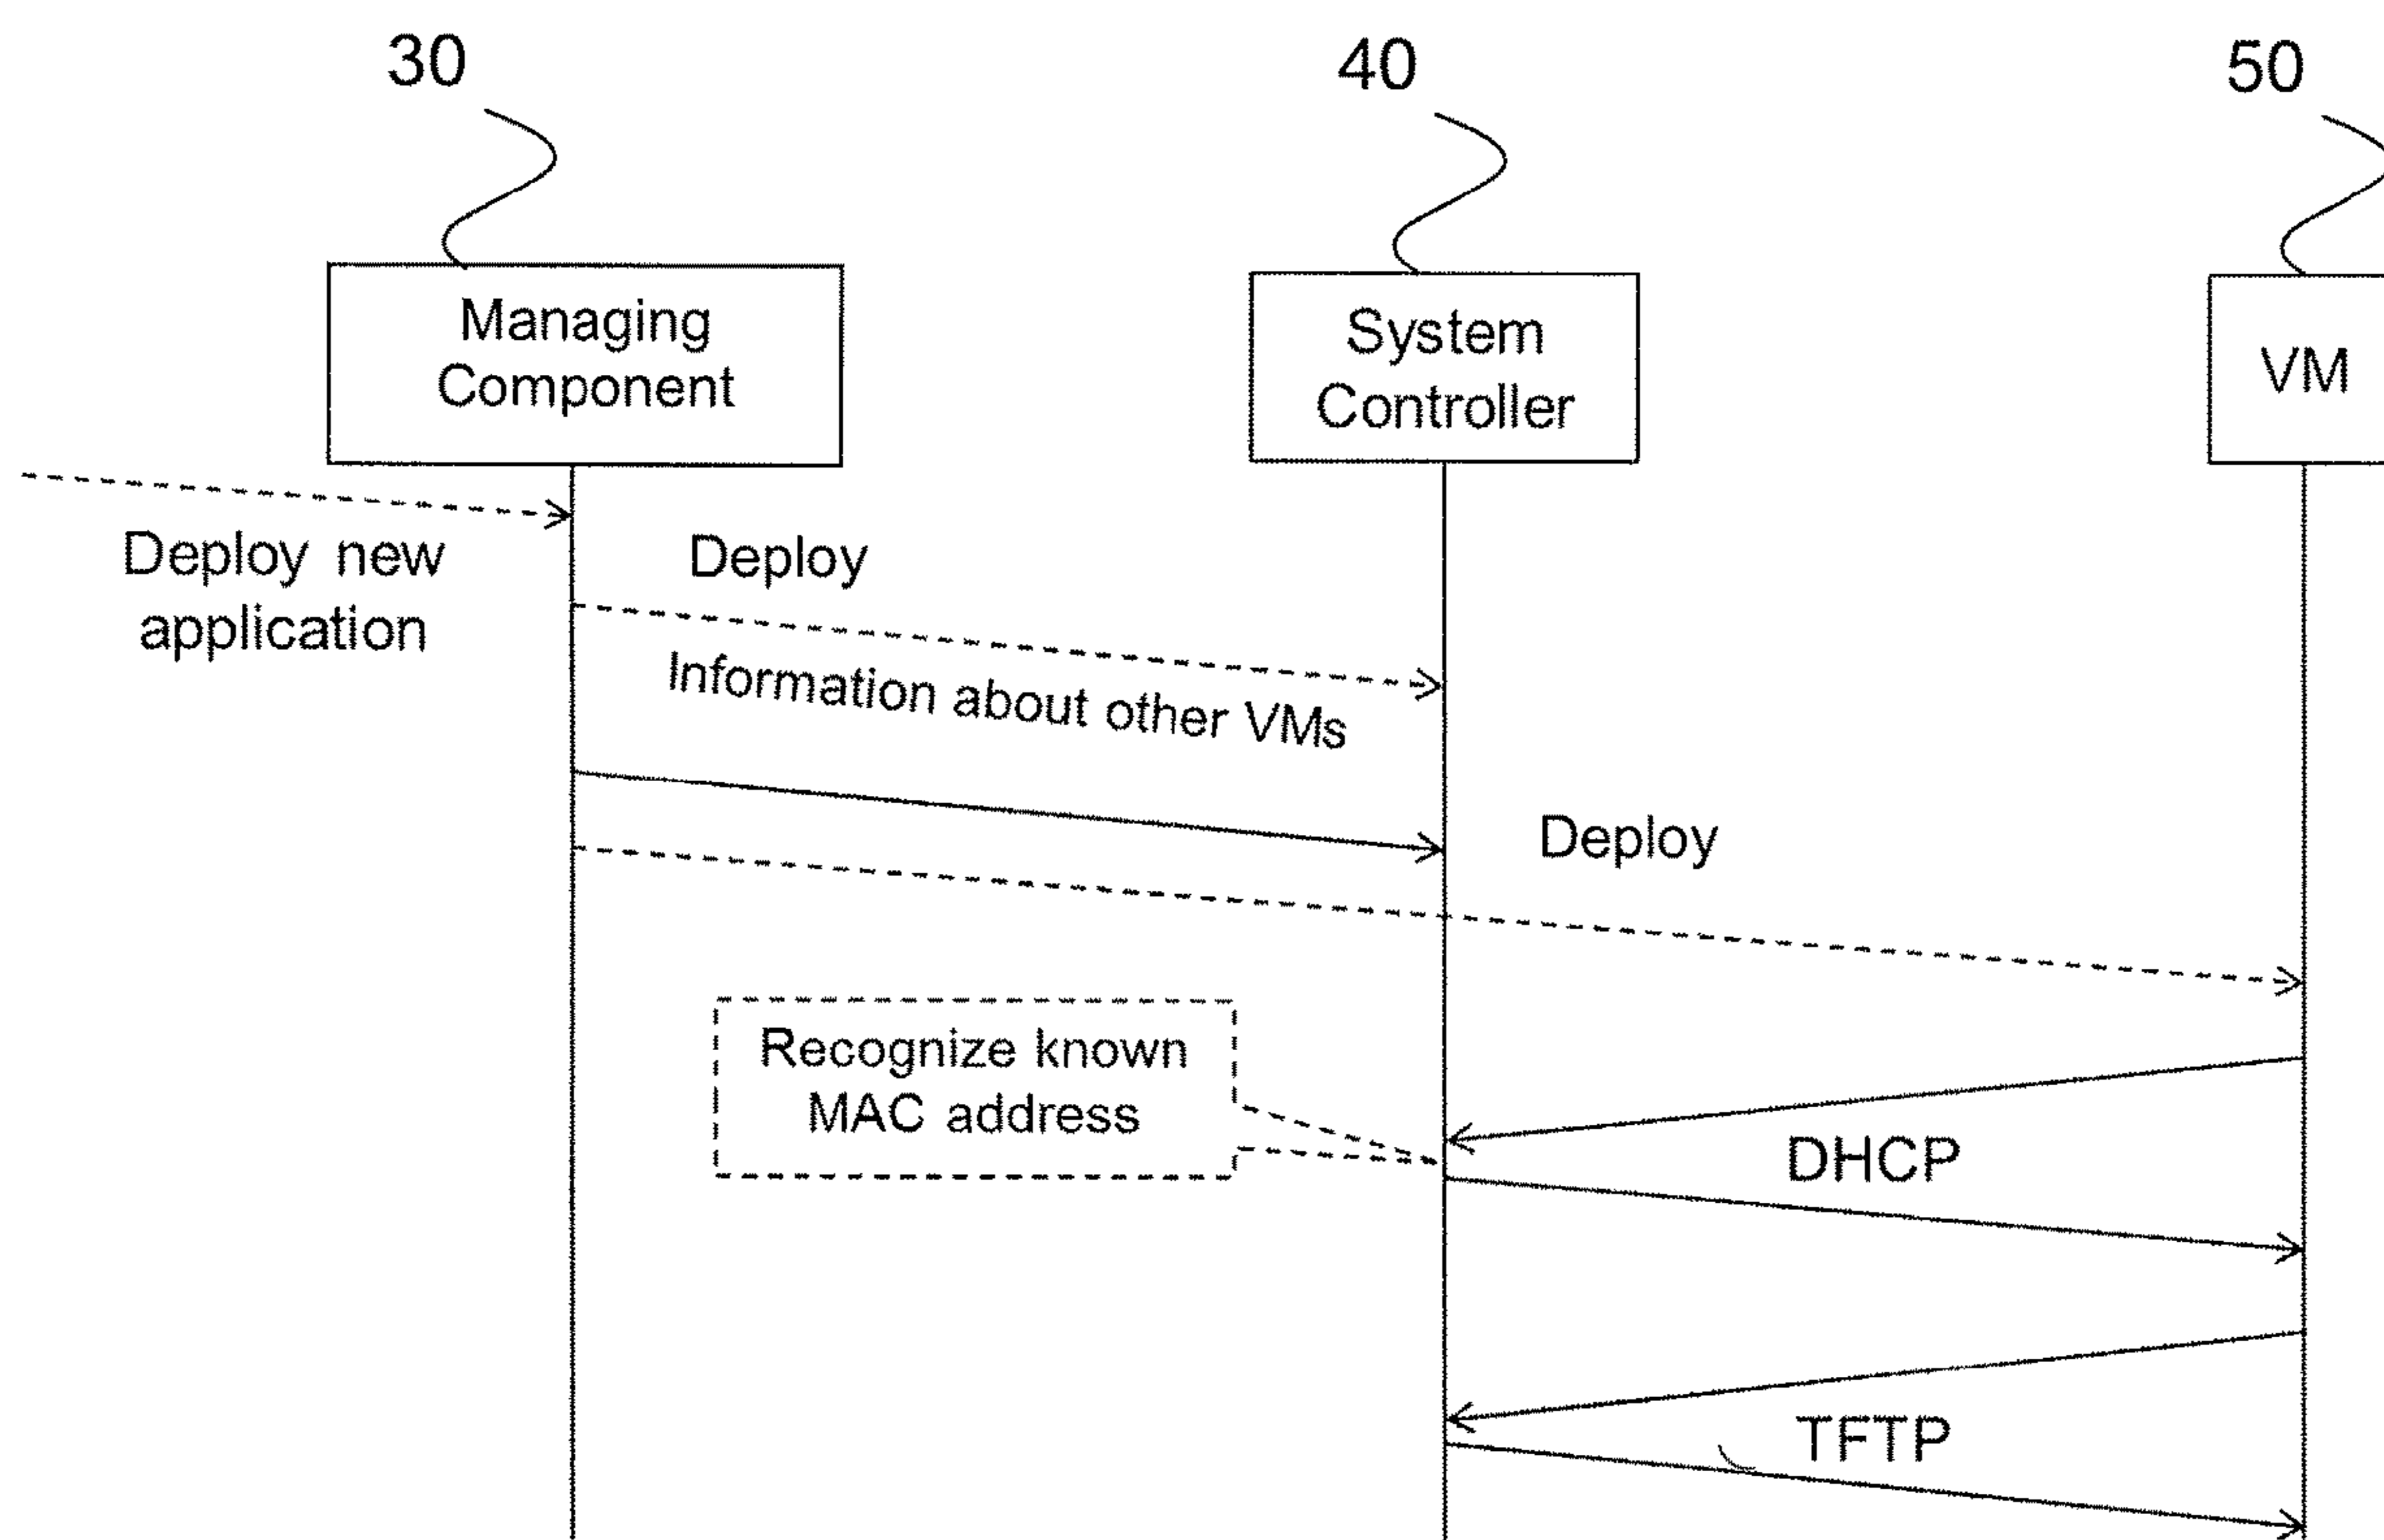 30
40
50
Managing
Component
System
Controller
VM
Deploy new
application
Deploy
Information about other VMs
Deploy
Recognize known
MAC address
DHCP
TFTP